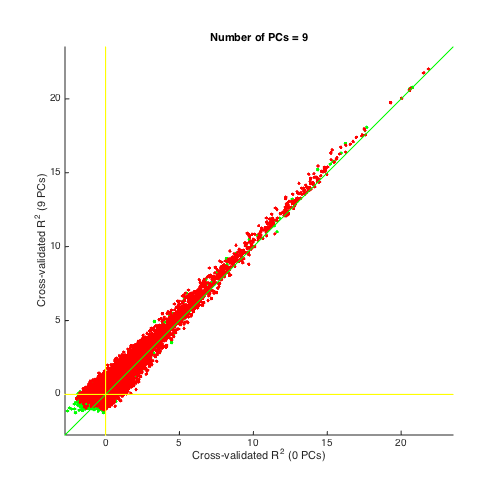 Number of PCs = 9
Cross-validated R² (9 PCs)
20
15
10
5
0
0 5 10 15 20
Cross-validated R² (0 PCs)